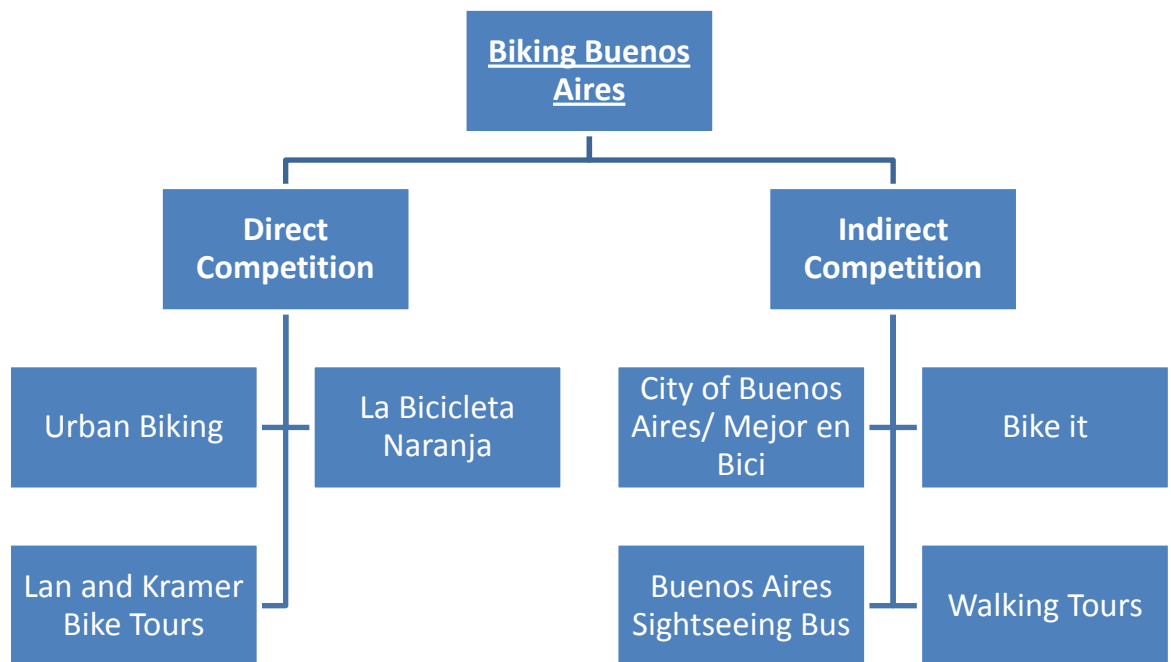 Biking Buenos
Aires
Direct
Competition
Indirect
Competition
Urban Biking
La Bicicleta
Naranja
City of Buenos
Aires/ Mejor en
Bici
Bike it
Lan and Kramer
Bike Tours
Buenos Aires
Sightseeing Bus
Walking Tours